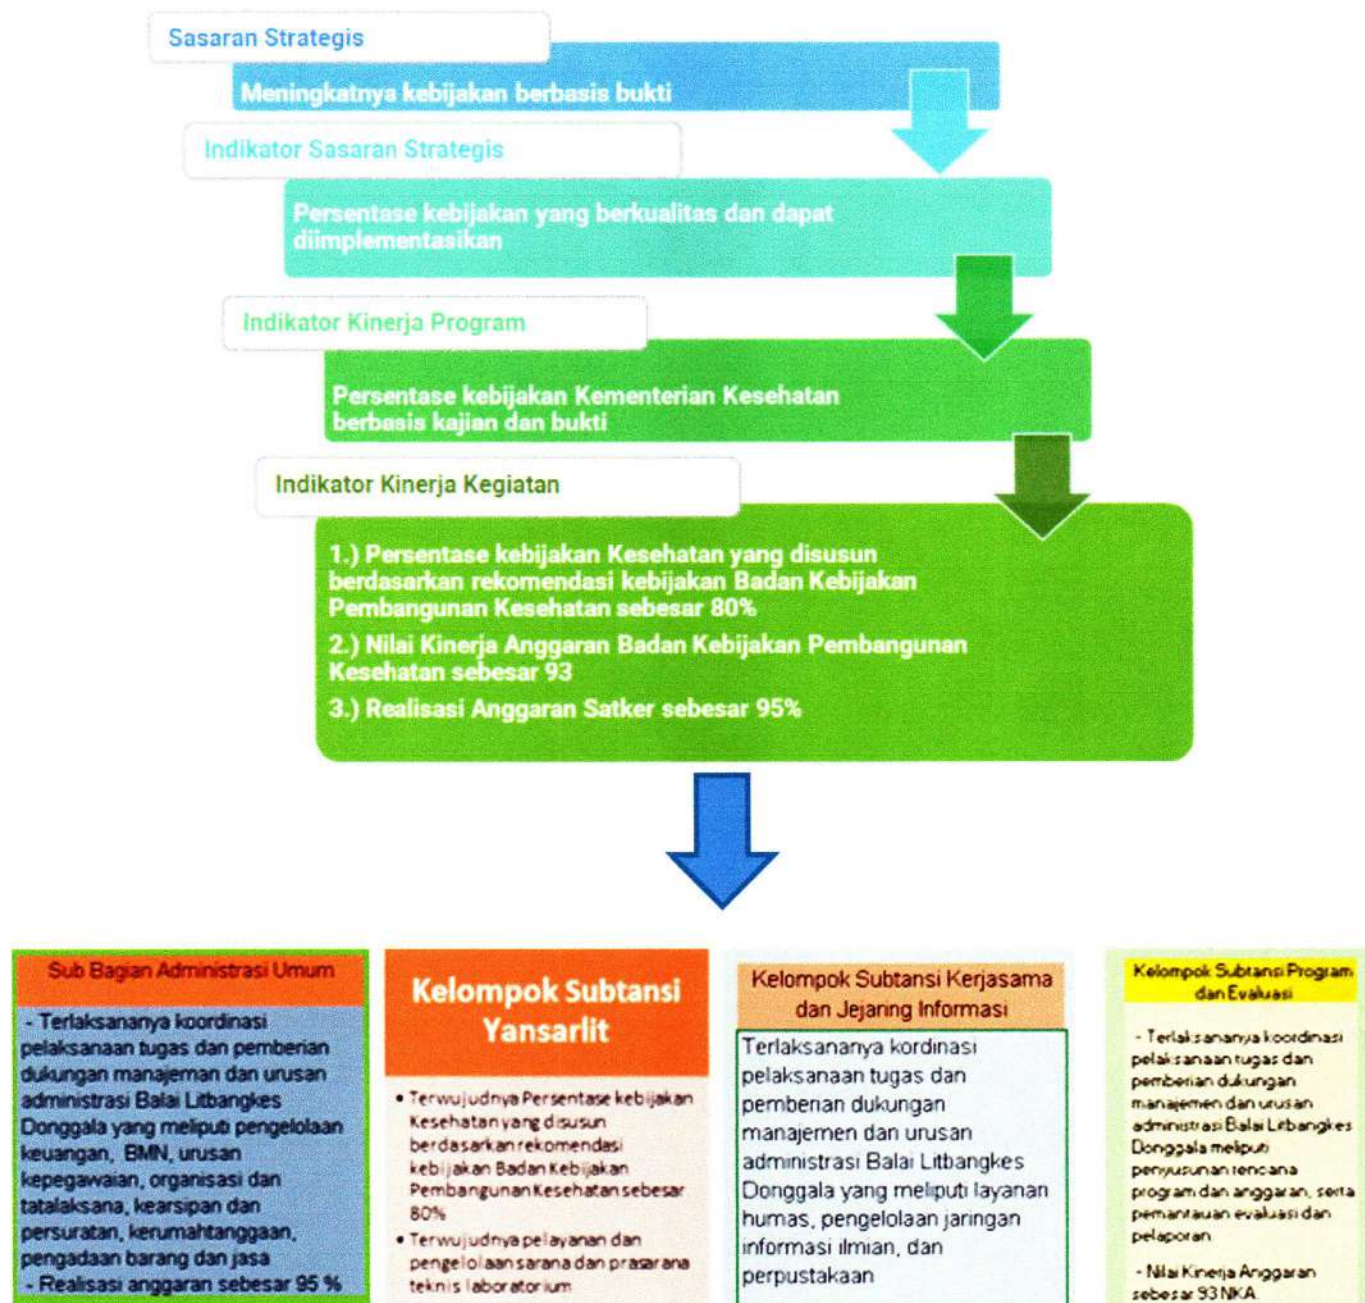 Sasaran Strategis
Meningkatnya kebijakan berbasis bukti
Indikator Sasaran Strategis
Persentase kebijakan yang berkualitas dan dapat
diimplementasikan
Indikator Kinerja Program
Persentase kebijakan Kementerian Kesehatan
berbasis kajian dan bukti
Indikator Kinerja Kegiatan
1.) Persentase kebijakan Kesehatan yang disusun
berdasarkan rekomendasi kebijakan Badan Kebijakan
Pembangunan Kesehatan sebesar 80%
2.) Nilai Kinerja Anggaran Badan Kebijakan Pembangunan
Kesehatan sebesar 93
3.) Realisasi Anggaran Satker sebesar 95%
Sub Bagian Administrasi Umum
- Terlaksananya koordinasi
pelaksanaan tugas dan pemberian
dukungan manajeman dan urusan
administrasi Balai Litbangkes
Donggala yang meliputi pengelolaan
keuangan, BMN, urusan
kepegawaian, organisasi dan
tatalaksana, kearsipan dan
persuratan, kerumahtanggaan,
pengadaan barang dan jasa
- Realisasi anggaran sebesar 95 %
Kelompok Subtansi
Yansarlit
• Terwujudnya Persentase kebijakan
Kesehatan yang disusun
berdasarkan rekomendasi
kebijakan Badan Kebijakan
Pembangunan Kesehatan sebesar
80%
• Terwujudnya pelayanan dan
pengelolaan sarana dan prasarana
teknis laboratorium
Kelompok Subtansi Kerjasama
dan Jejaring Informasi
Terlaksananya kordinasi
pelaksanaan tugas dan
pemberian dukungan
manajemen dan urusan
administrasi Balai Litbangkes
Donggala yang meliputi layanan
humas, pengelolaan jaringan
informasi ilmian, dan
perpustakaan
Kelompok Subtansi Program
dan Evaluasi
- Terlaksananya koordinasi
pelaksanaan tugas dan
pemberian dukungan
manajemen dan urusan
administrasi Balai Litbangkes
Donggala meliputi
penyusunan rencana
program dan anggaran, serta
pemantauan evaluasi dan
pelaporan
- Nilai Kinerja Anggaran
sebesar 93 NKA